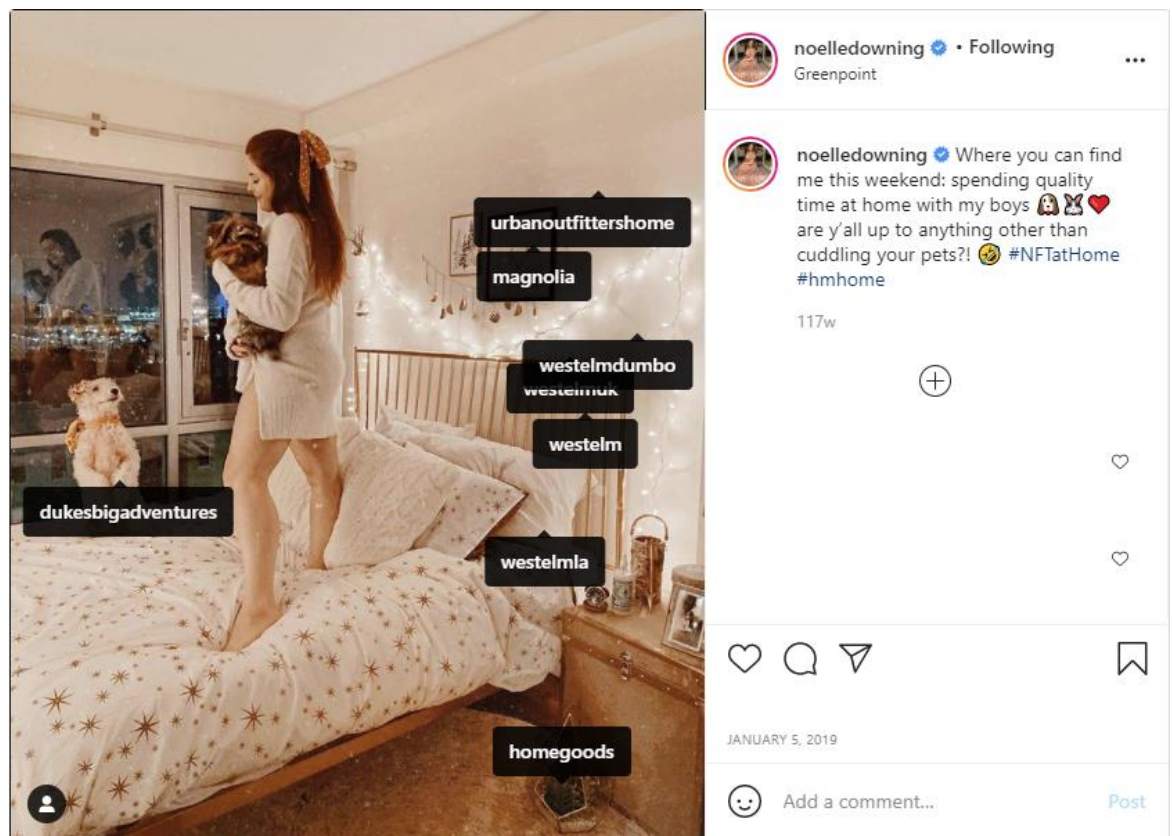 noelledowning • Following
Greenpoint
noelledowning Where you can find
me this weekend: spending quality
time at home with my boys 🐶🐰❤️
are y'all up to anything other than
cuddling your pets?! 🤣 #NFTatHome
#hmhome
117w
urbanoutfittershome
magnolia
westelmdumbo
westelmuk
westelm
dukesbigadventures
westelmla
homegoods
JANUARY 5, 2019
Add a comment...
Post